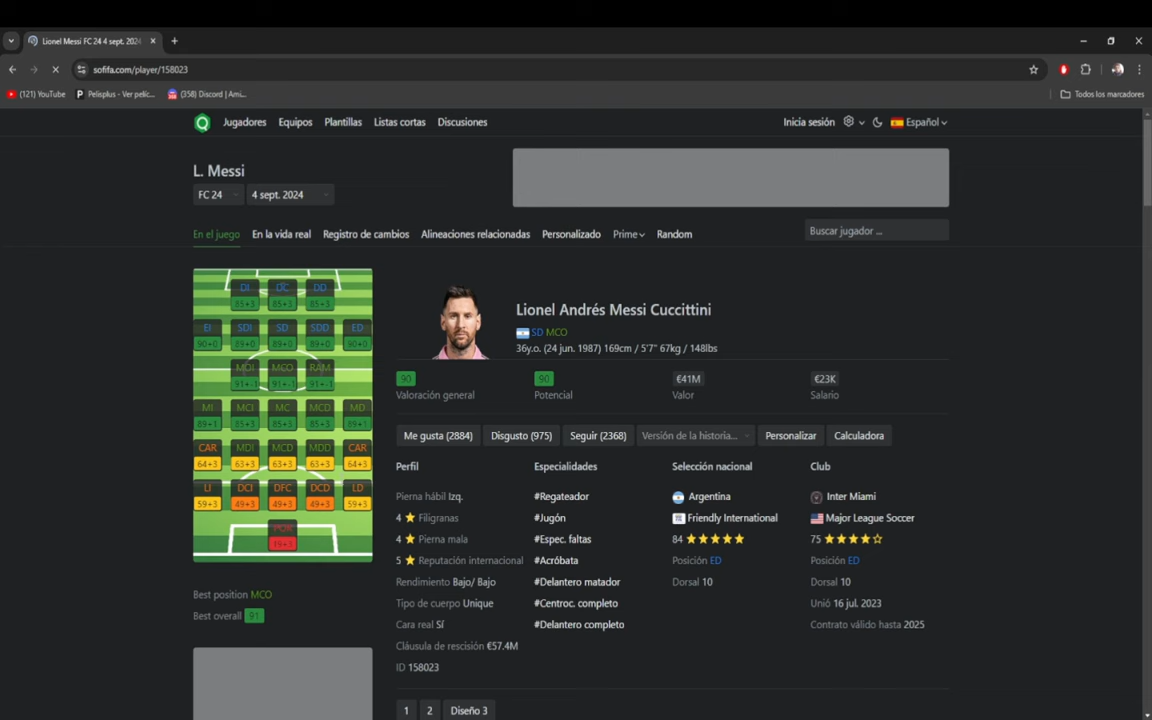 Lionel Messi FC 24 4 sept. 202
sofifa.com/player/158023
(121) YouTube
Pelisplus - Ver pelíc...
(358) Discord | Ami...
Todos los marcadores
Jugadores Equipos Plantillas Listas cortas Discusiones
Inicia sesión
Español
L. Messi
FC 24
4 sept. 2024
En el juego En la vida real Registro de cambios Alineaciones relacionadas Personalizado Prime Random
Buscar jugador ...
DI DC DD
85+3 85+3 85+3
EI SDI SD SDD ED
90+0 89+0 89+0 89+0 90+0
MOI MCO RAM
91+-1 91+-1 91+-1
MI MCI MC MCD MD
89+1 85+3 85+3 85+3 89+1
CAR MDI MCD MDD CAR
64+3 63+3 63+3 63+3 64+3
LI DCI DFC DCD LD
59+3 49+3 49+3 49+3 59+3
POR
19+3
Best position MCO
Best overall 91
Lionel Andrés Messi Cuccittini
SD MCO
36y.o. (24 jun. 1987) 169cm / 5'7" 67kg / 148lbs
90 90 €41M €23K
Valoración general Potencial Valor Salario
Me gusta (2884) Disgusto (975) Seguir (2368) Versión de la historia... Personalizar Calculadora
Perfil
Pierna hábil Izq.
4 Filigranas
4 Pierna mala
5 Reputación internacional
Rendimiento Bajo/ Bajo
Tipo de cuerpo Unique
Cara real Sí
Cláusula de rescisión €57.4M
ID 158023
Especialidades
#Regateador
#Jugón
#Espec. faltas
#Acróbata
#Delantero matador
#Centroc. completo
#Delantero completo
Selección nacional
Argentina
Friendly International
84
Posición ED
Dorsal 10
Club
Inter Miami
Major League Soccer
75
Posición ED
Dorsal 10
Unió 16 jul. 2023
Contrato válido hasta 2025
1 2 Diseño 3